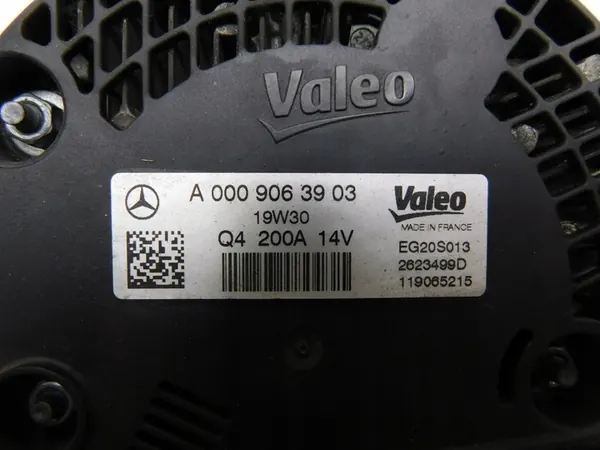 Valeo
A 000 906 39 03
19W30
Q4 200A 14V
Valeo
MADE IN FRANCE
EG20S013
2623499D
119065215